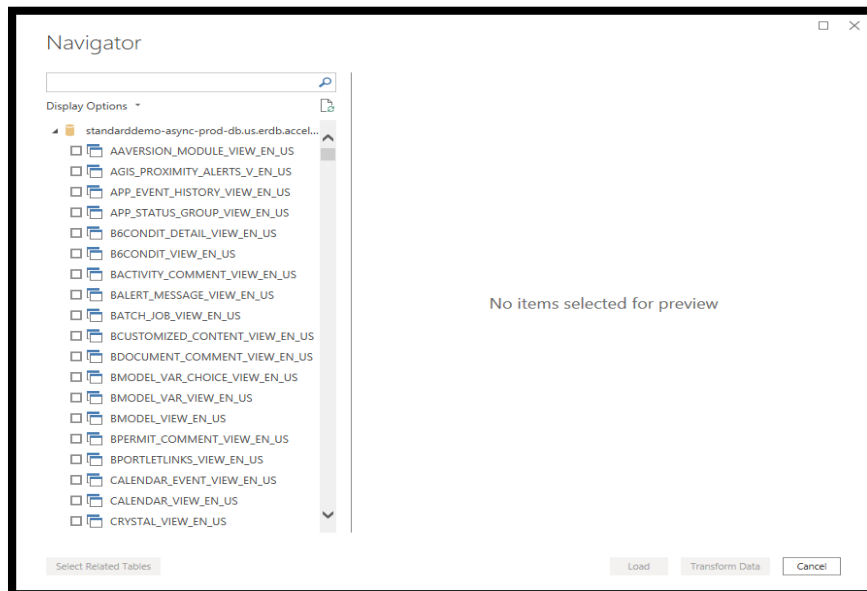 Navigator
Display Options
standarddemo-async-prod-db.us.erdb.accel...
AAVERSION_MODULE_VIEW_EN_US
AGIS_PROXIMITY_ALERTS_V_EN_US
APP_EVENT_HISTORY_VIEW_EN_US
APP_STATUS_GROUP_VIEW_EN_US
B6CONDIT_DETAIL_VIEW_EN_US
B6CONDIT_VIEW_EN_US
BACTIVITY_COMMENT_VIEW_EN_US
BALERT_MESSAGE_VIEW_EN_US
BATCH_JOB_VIEW_EN_US
BCUSTOMIZED_CONTENT_VIEW_EN_US
BDOCUMENT_COMMENT_VIEW_EN_US
BMODEL_VAR_CHOICE_VIEW_EN_US
BMODEL_VAR_VIEW_EN_US
BMODEL_VIEW_EN_US
BPERMIT_COMMENT_VIEW_EN_US
BPORTLETLINKS_VIEW_EN_US
CALENDAR_EVENT_VIEW_EN_US
CALENDAR_VIEW_EN_US
CRYSTAL_VIEW_EN_US
No items selected for preview
Select Related Tables
Load
Transform Data
Cancel